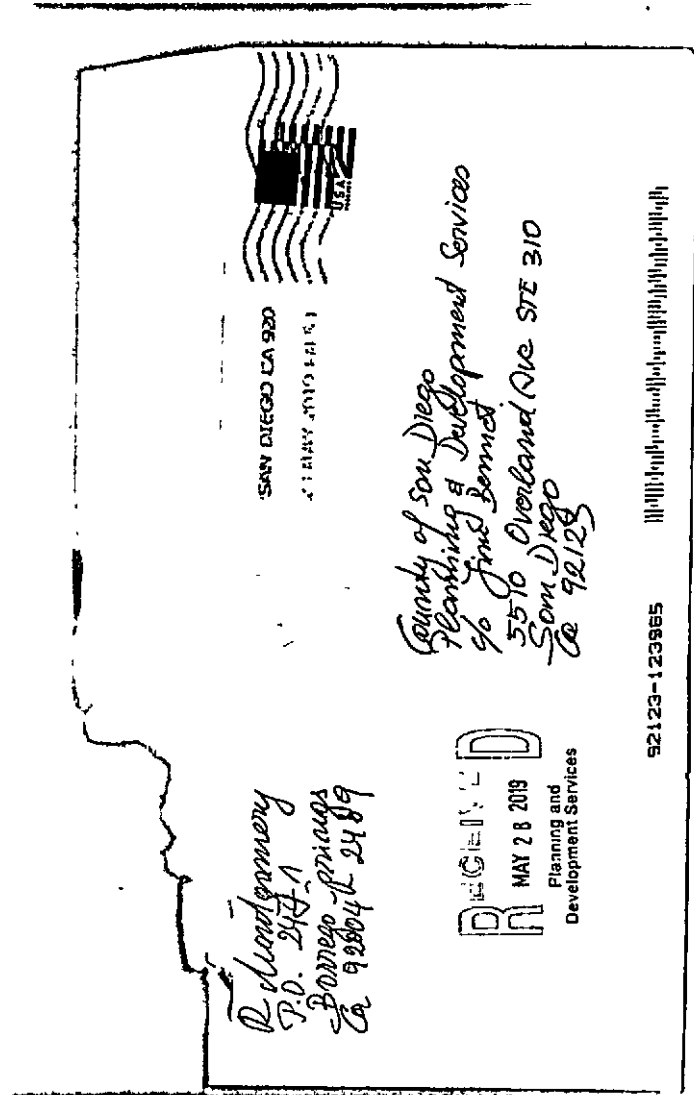 R Montgomery
P.O. 2471
Borrego Springs
Ca 92004 2489
SAN DIEGO CA 920
USA
County of San Diego
Planning & Development Services
c/o Jim Bennet
5510 Overland Ave STE 310
San Diego
Ca 92123
RECEIVED
MAY 28 2019
Planning and
Development Services
92123-123965